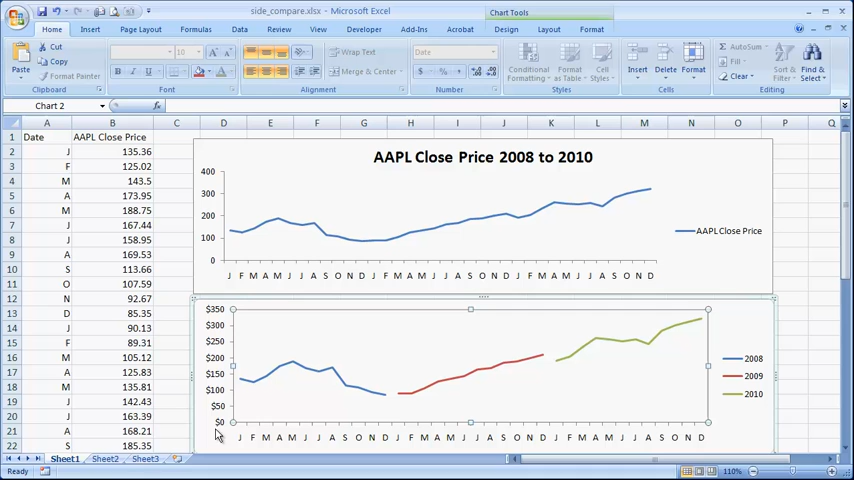 side_compare.xlsx - Microsoft Excel
Chart Tools
Home Insert Page Layout Formulas Data Review View Developer Add-Ins Acrobat Design Layout Format
Paste
Cut
Copy
Format Painter
Clipboard
10
Font
Wrap Text
Merge & Center
Alignment
Date
Number
Conditional Formatting
Format as Table
Cell Styles
Styles
Insert
Delete
Format
Cells
AutoSum
Fill
Clear
Sort & Filter
Find & Select
Editing
Chart 2
A B C D E F G H I J K L M N O P Q
1 Date AAPL Close Price
2 J 135.36
3 F 125.02
4 M 143.5
5 A 173.95
6 M 188.75
7 J 167.44
8 J 158.95
9 A 169.53
10 S 113.66
11 O 107.59
12 N 92.67
13 D 85.35
14 J 90.13
15 F 89.31
16 M 105.12
17 A 125.83
18 M 135.81
19 J 142.43
20 J 163.39
21 A 168.21
22 S 185.35
AAPL Close Price 2008 to 2010
400
300
200
100
0
J F M A M J J A S O N D J F M A M J J A S O N D J F M A M J J A S O N D
AAPL Close Price
$350
$300
$250
$200
$150
$100
$50
$0
J F M A M J J A S O N D J F M A M J J A S O N D J F M A M J J A S O N D
2008
2009
2010
Sheet1 Sheet2 Sheet3
Ready
110%